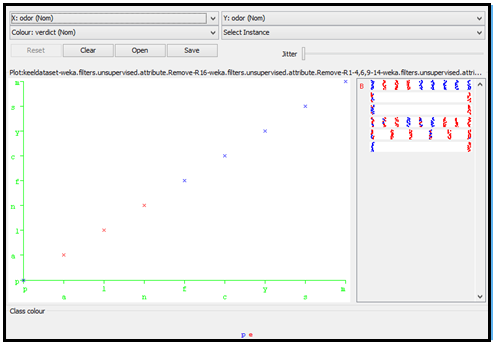 X: odor (Nom)
Y: odor (Nom)
Colour: verdict (Nom)
Select Instance
Reset
Clear
Open
Save
Jitter
Plot:keeldataset-weka.filters.unsupervised.attribute.Remove-R16-weka.filters.unsupervised.attribute.Remove-R1-4,6,9-14-weka.filters.unsupervised.attri...
m
s
y
c
f
n
l
a
p
p a l n f c y s m
B
Class colour
p e